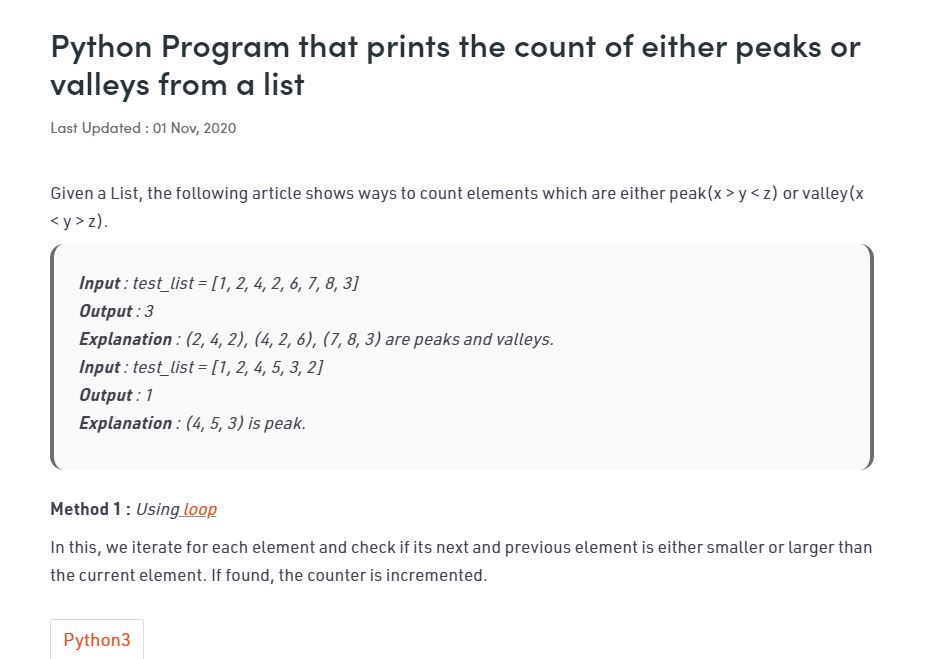 Python Program that prints the count of either peaks or
valleys from a list
Last Updated : 01 Nov, 2020
Given a List, the following article shows ways to count elements which are either peak(x > y < z) or valley(x
< y > z).
Input : test_list = [1, 2, 4, 2, 6, 7, 8, 3]
Output : 3
Explanation : (2, 4, 2), (4, 2, 6), (7, 8, 3) are peaks and valleys.
Input : test_list = [1, 2, 4, 5, 3, 2]
Output : 1
Explanation : (4, 5, 3) is peak.
Method 1 : Using loop
In this, we iterate for each element and check if its next and previous element is either smaller or larger than
the current element. If found, the counter is incremented.
Python3